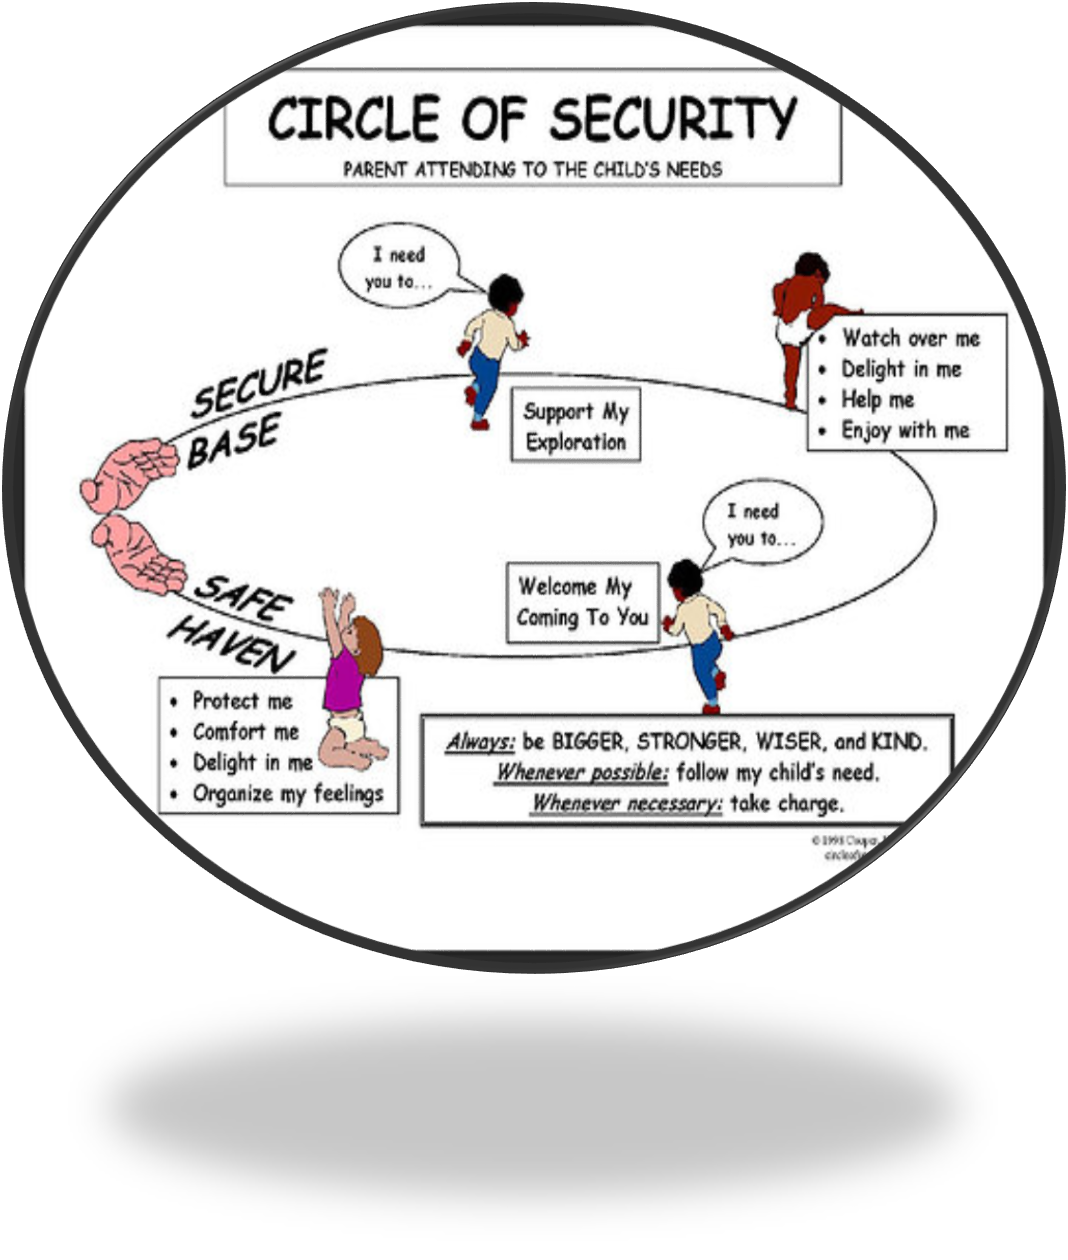 CIRCLE OF SECURITY
PARENT ATTENDING TO THE CHILD'S NEEDS
I need
you to...
SECURE
BASE
Support My
Exploration
• Watch over me
• Delight in me
• Help me
• Enjoy with me
I need
you to...
Welcome My
Coming To You
SAFE
HAVEN
• Protect me
• Comfort me
• Delight in me
• Organize my feelings
Always: be BIGGER, STRONGER, WISER, and KIND.
Whenever possible: follow my child's need.
Whenever necessary: take charge.
© 1998